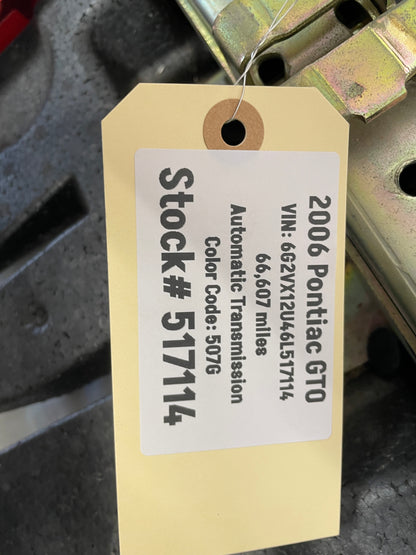 2006 Pontiac GTO
VIN: 6G2VX12U46L517114
66,607 miles
Automatic Transmission
Color Code: 507G
Stock# 517114